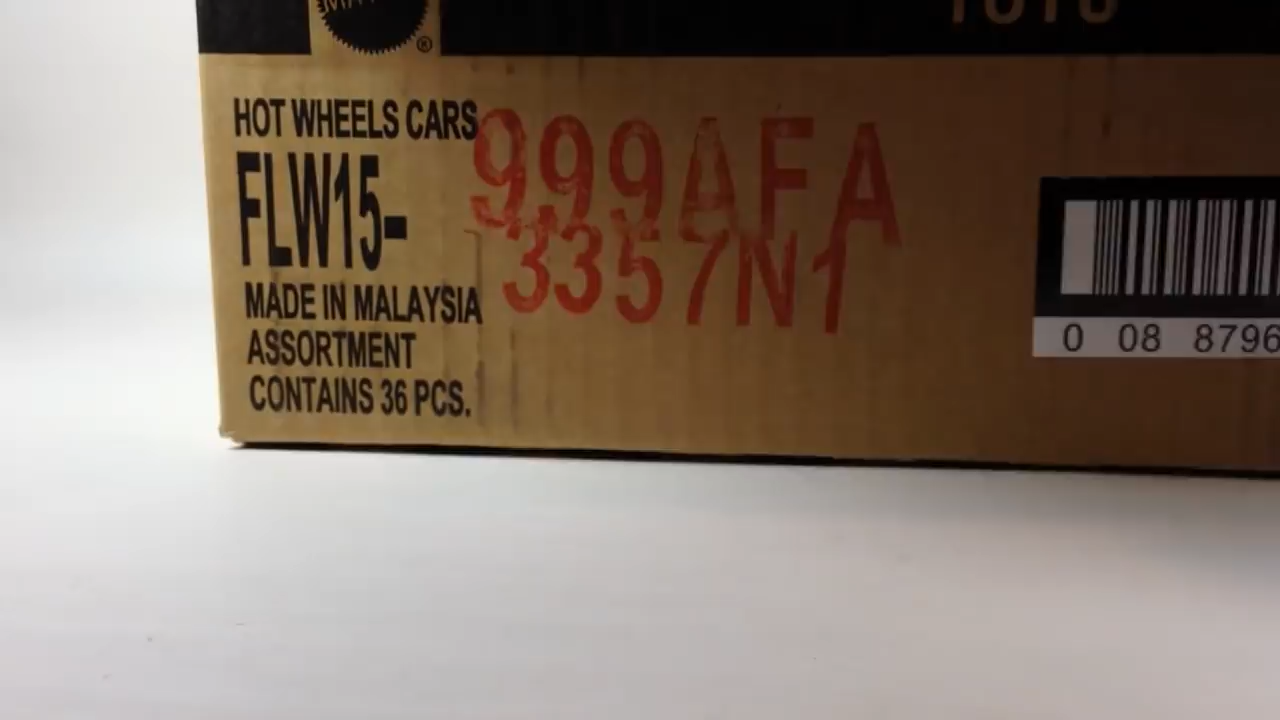 ®
HOT WHEELS CARS
FLW15-
999AFA
3357N1
MADE IN MALAYSIA
ASSORTMENT
CONTAINS 36 PCS.
0 08 8796